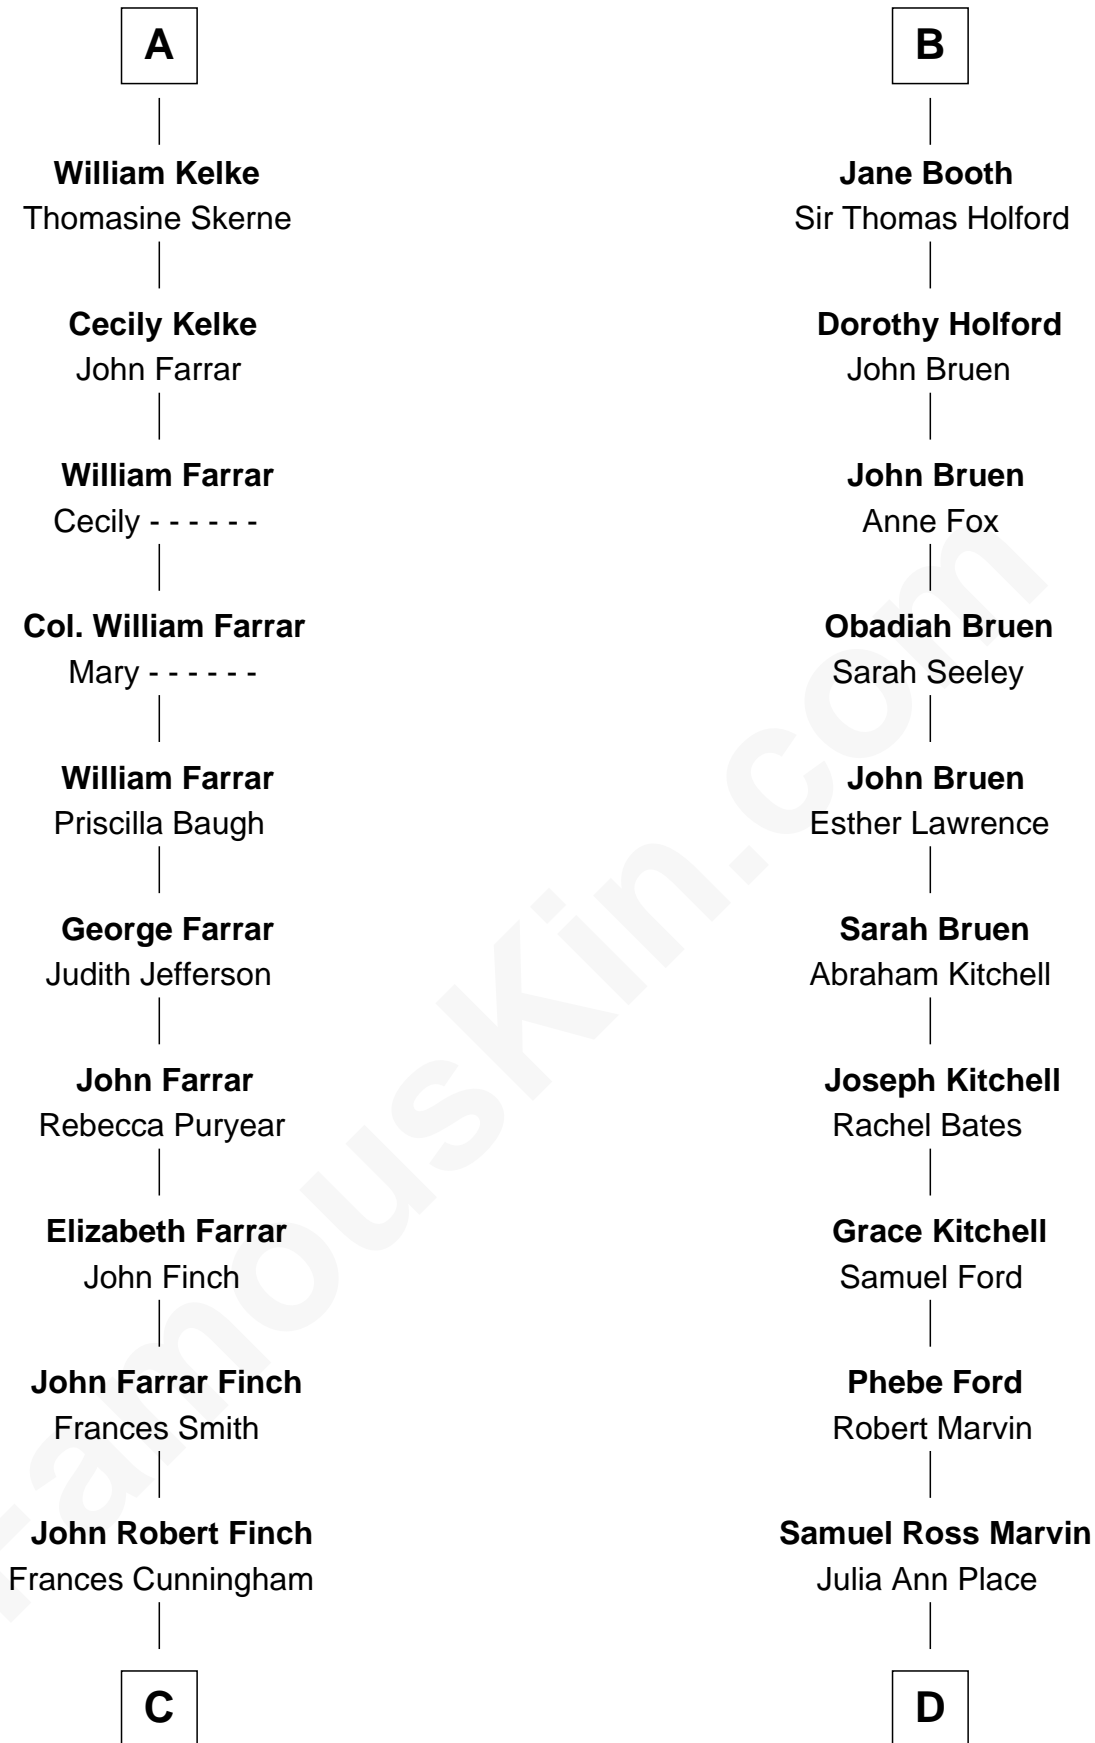 A
William Kelke
Thomasine Skerne
Cecily Kelke
John Farrar
William Farrar
Cecily - - - - - -
Col. William Farrar
Mary - - - - - -
William Farrar
Priscilla Baugh
George Farrar
Judith Jefferson
John Farrar
Rebecca Puryear
Elizabeth Farrar
John Finch
John Farrar Finch
Frances Smith
John Robert Finch
Frances Cunningham
C
B
Jane Booth
Sir Thomas Holford
Dorothy Holford
John Bruen
John Bruen
Anne Fox
Obadiah Bruen
Sarah Seeley
John Bruen
Esther Lawrence
Sarah Bruen
Abraham Kitchell
Joseph Kitchell
Rachel Bates
Grace Kitchell
Samuel Ford
Phebe Ford
Robert Marvin
Samuel Ross Marvin
Julia Ann Place
D
FamousKin.com